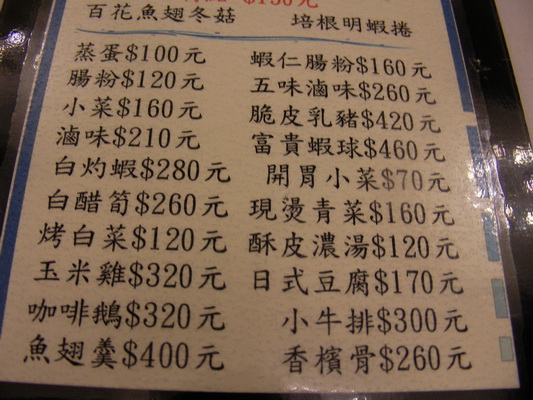 百花魚翅冬菇 培根明蝦捲
蒸蛋$100元 蝦仁腸粉$160元
腸粉$120元 五味滷味$260元
小菜$160元 脆皮乳豬$420元
滷味$210元 富貴蝦球$460元
白灼蝦$280元 開胃小菜$70元
白醋筍$260元 現燙青菜$160元
烤白菜$120元 酥皮濃湯$120元
玉米雞$320元 日式豆腐$170元
咖啡鵝$320元 小牛排$300元
魚翅羹$400元 香檳骨$260元